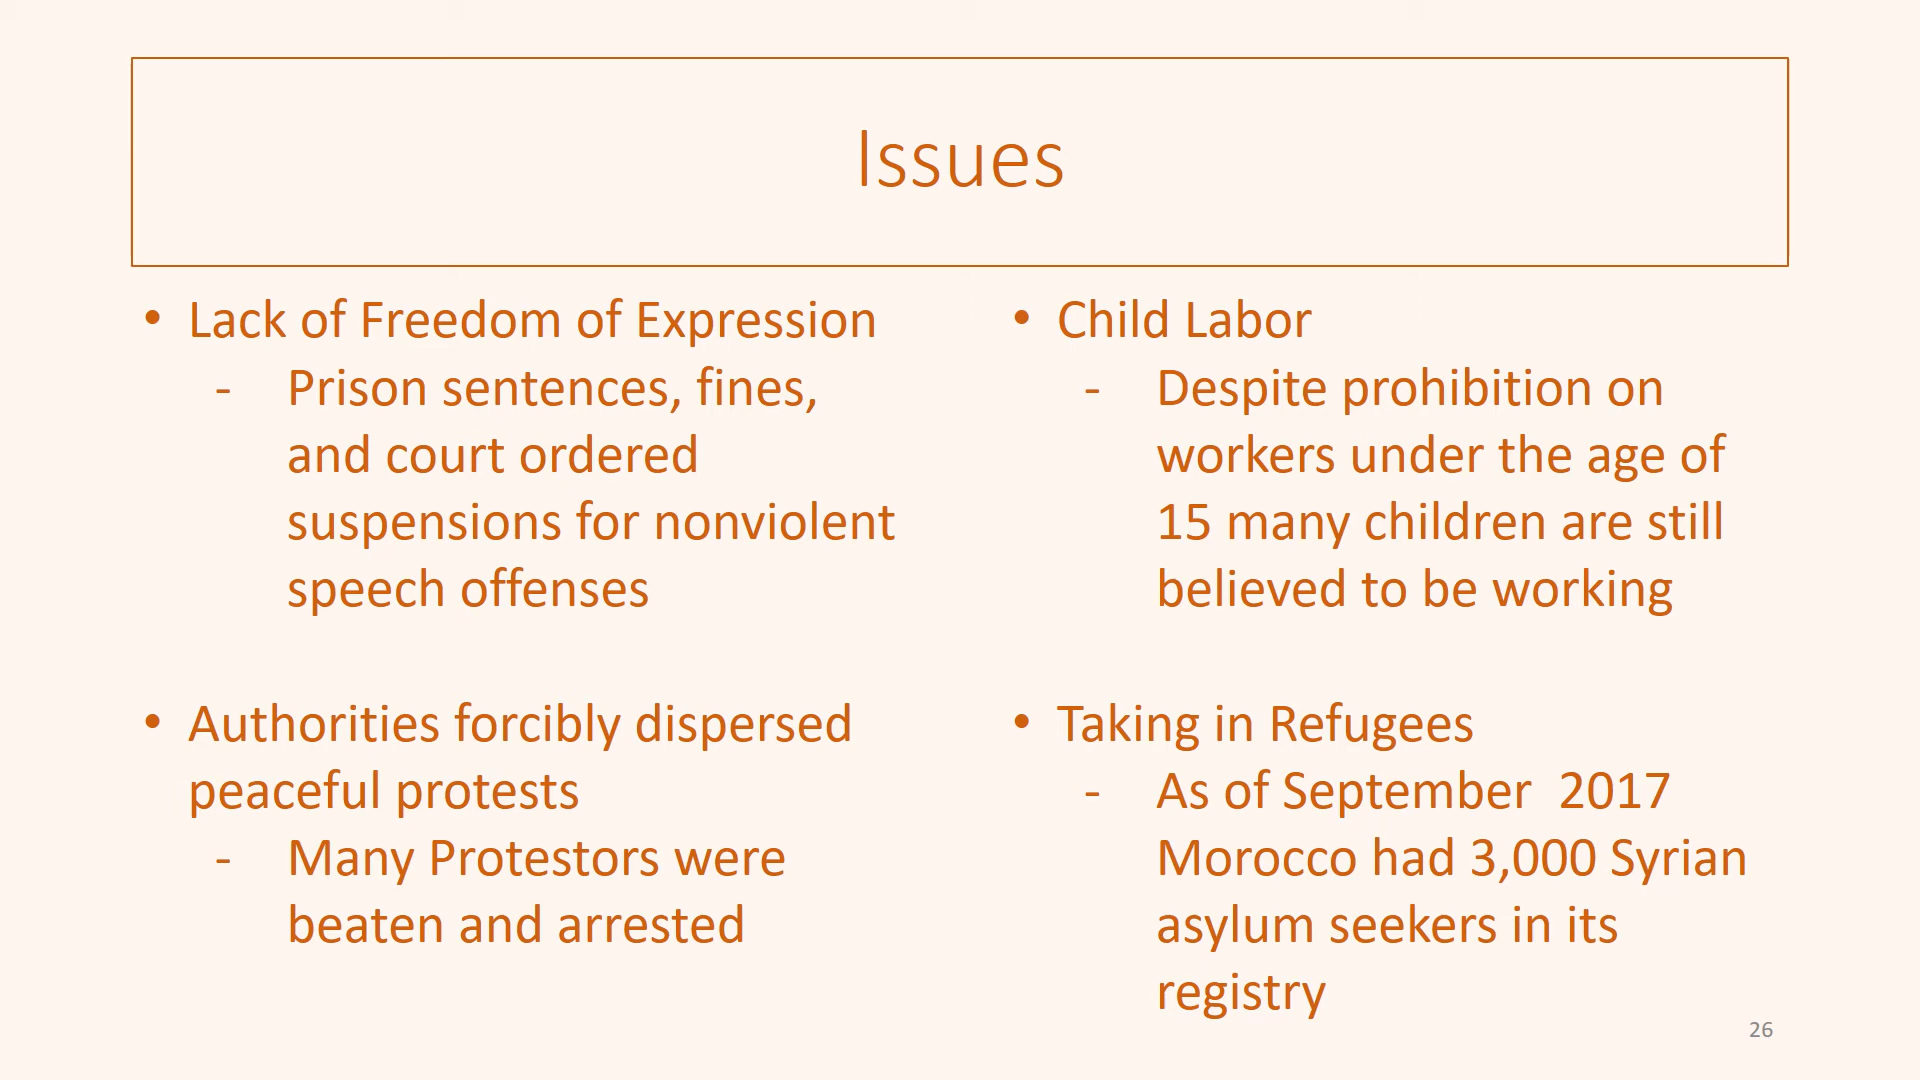 Issues
• Lack of Freedom of Expression
- Prison sentences, fines,
and court ordered
suspensions for nonviolent
speech offenses
• Authorities forcibly dispersed
peaceful protests
- Many Protestors were
beaten and arrested
• Child Labor
- Despite prohibition on
workers under the age of
15 many children are still
believed to be working
• Taking in Refugees
- As of September  2017
Morocco had 3,000 Syrian
asylum seekers in its
registry
26